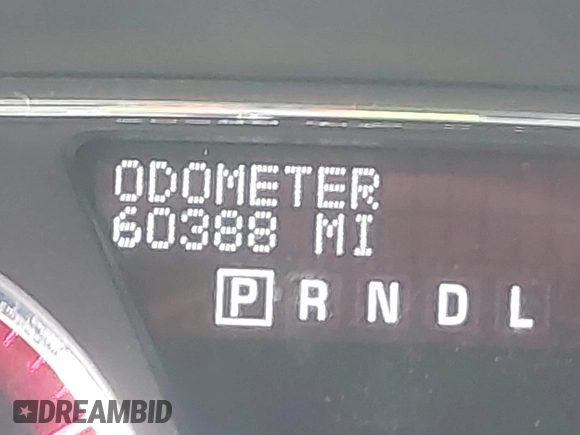 ODOMETER
60388 MI
P R N D L
DREAMBID